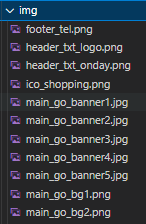 img
footer_tel.png
header_txt_logo.png
header_txt_onday.png
ico_shopping.png
main_go_banner1.jpg
main_go_banner2.jpg
main_go_banner3.jpg
main_go_banner4.jpg
main_go_banner5.jpg
main_go_bg1.png
main_go_bg2.png